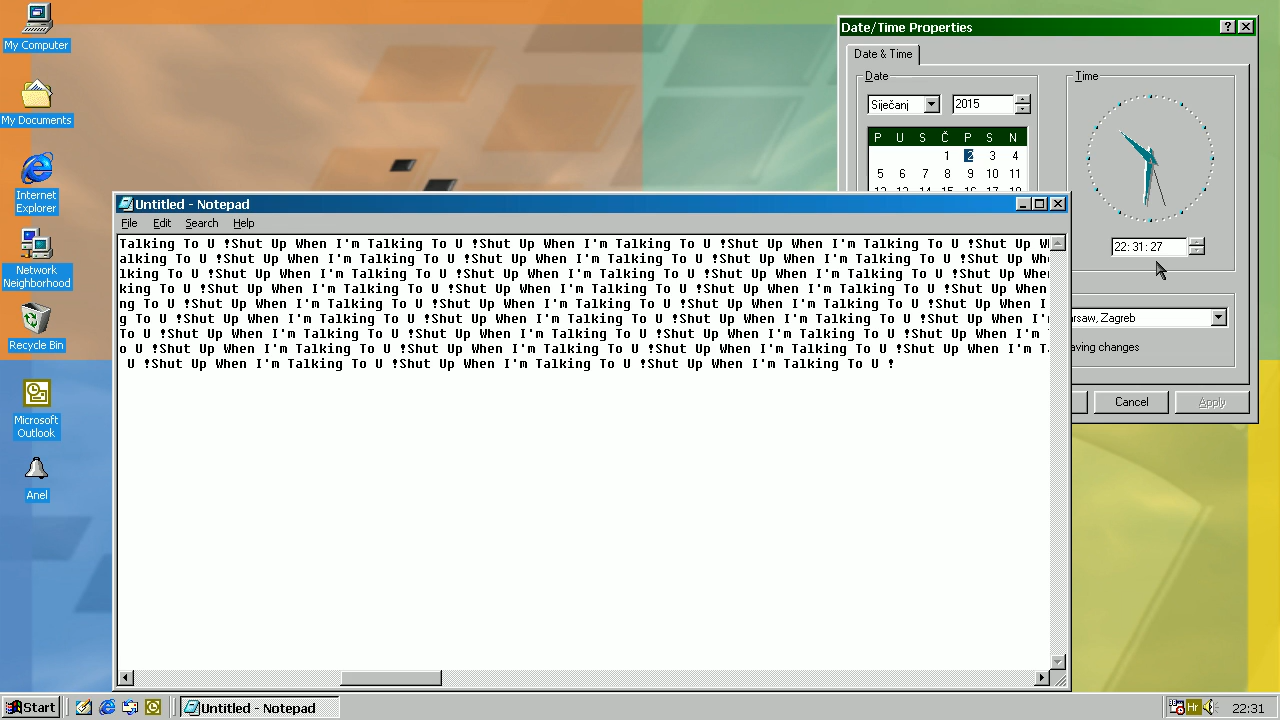 My Computer
My Documents
Internet
Explorer
Network
Neighborhood
Recycle Bin
Microsoft
Outlook
Anel
Date/Time Properties
Date & Time
Date
Siječanj
2015
P U S Č P S N
1 2 3 4
5 6 7 8 9 10 11
12 13 14 15 16 17 18
Time
22:31:27
rsaw, Zagreb
aving changes
Cancel
Apply
Untitled - Notepad
File Edit Search Help
Talking To U !Shut Up When I'm Talking To U !Shut Up When I'm Talking To U !Shut Up When I'm Talking To U !Shut Up W
alking To U !Shut Up When I'm Talking To U !Shut Up When I'm Talking To U !Shut Up When I'm Talking To U !Shut Up Wh
lking To U !Shut Up When I'm Talking To U !Shut Up When I'm Talking To U !Shut Up When I'm Talking To U !Shut Up Whe
king To U !Shut Up When I'm Talking To U !Shut Up When I'm Talking To U !Shut Up When I'm Talking To U !Shut Up When
ng To U !Shut Up When I'm Talking To U !Shut Up When I'm Talking To U !Shut Up When I'm Talking To U !Shut Up When I
g To U !Shut Up When I'm Talking To U !Shut Up When I'm Talking To U !Shut Up When I'm Talking To U !Shut Up When I'
To U !Shut Up When I'm Talking To U !Shut Up When I'm Talking To U !Shut Up When I'm Talking To U !Shut Up When I'm
o U !Shut Up When I'm Talking To U !Shut Up When I'm Talking To U !Shut Up When I'm Talking To U !Shut Up When I'm T
U !Shut Up When I'm Talking To U !Shut Up When I'm Talking To U !Shut Up When I'm Talking To U !
Start
Untitled - Notepad
Hr
22:31